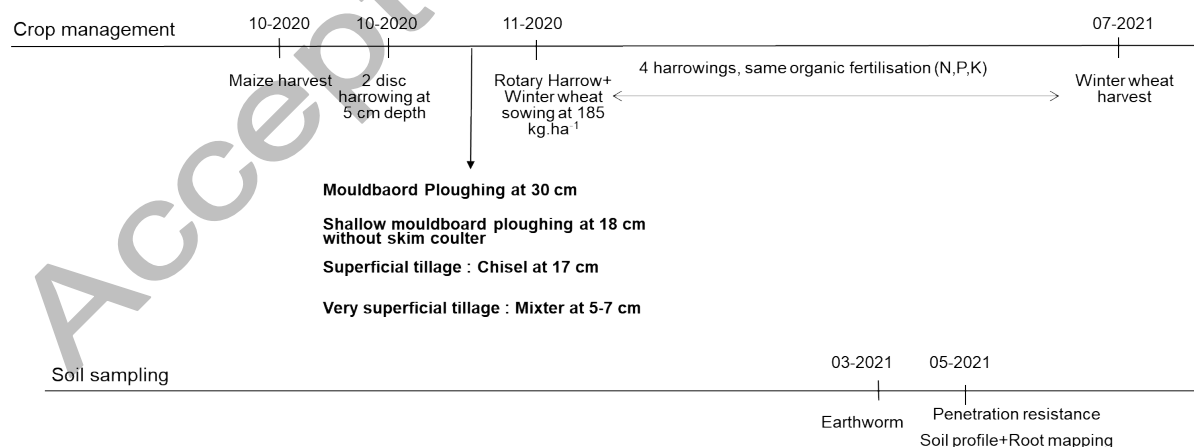 Crop management
10-2020
10-2020
11-2020
07-2021
Maize harvest
2 disc
harrowing at
5 cm depth
Rotary Harrow+
Winter wheat
sowing at 185
kg.ha⁻¹
4 harrowings, same organic fertilisation (N,P,K)
Winter wheat
harvest
Mouldbaord Ploughing at 30 cm
Shallow mouldboard ploughing at 18 cm
without skim coulter
Superficial tillage : Chisel at 17 cm
Very superficial tillage : Mixter at 5-7 cm
Soil sampling
03-2021
05-2021
Earthworm
Penetration resistance
Soil profile+Root mapping
Accept